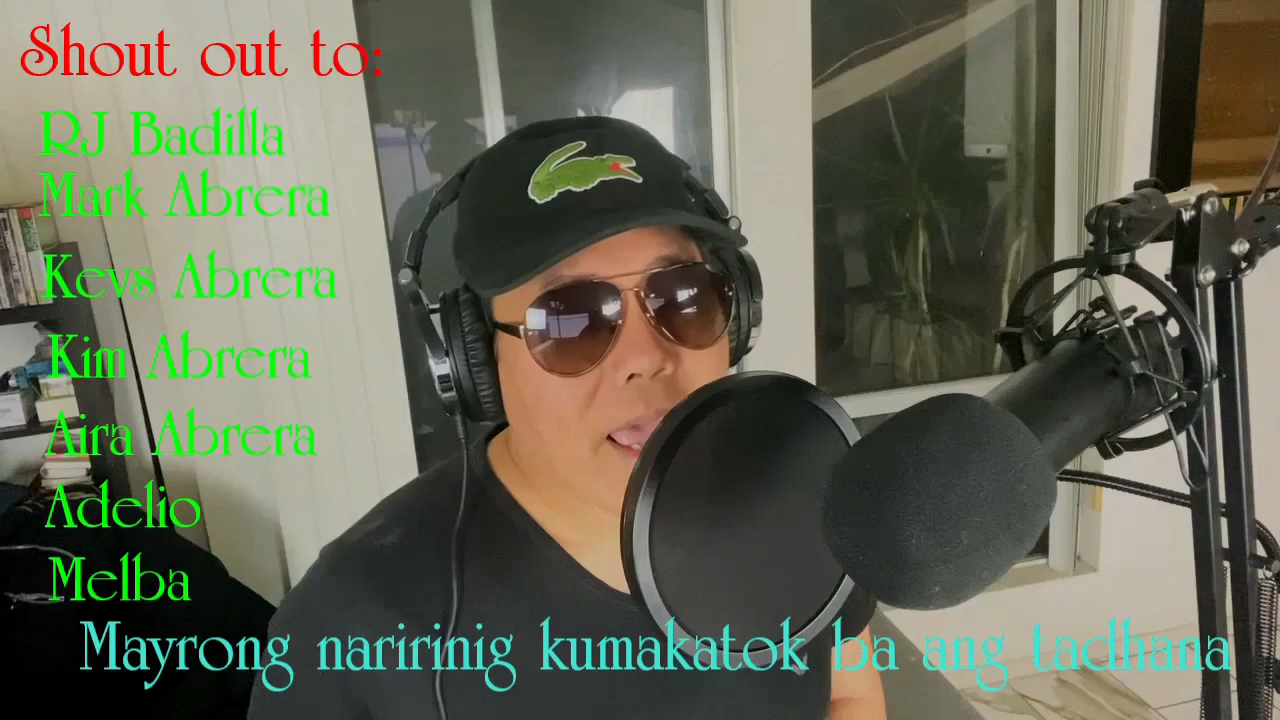 Shout out to:
RJ Badilla
Mark Abrera
Kevs Abrera
Kim Abrera
Aira Abrera
Adelio
Melba
Mayrong naririnig kumakatok ba ang tadhana